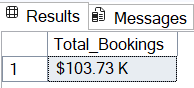 Results Messages
Total_Bookings
1 $103.73 K